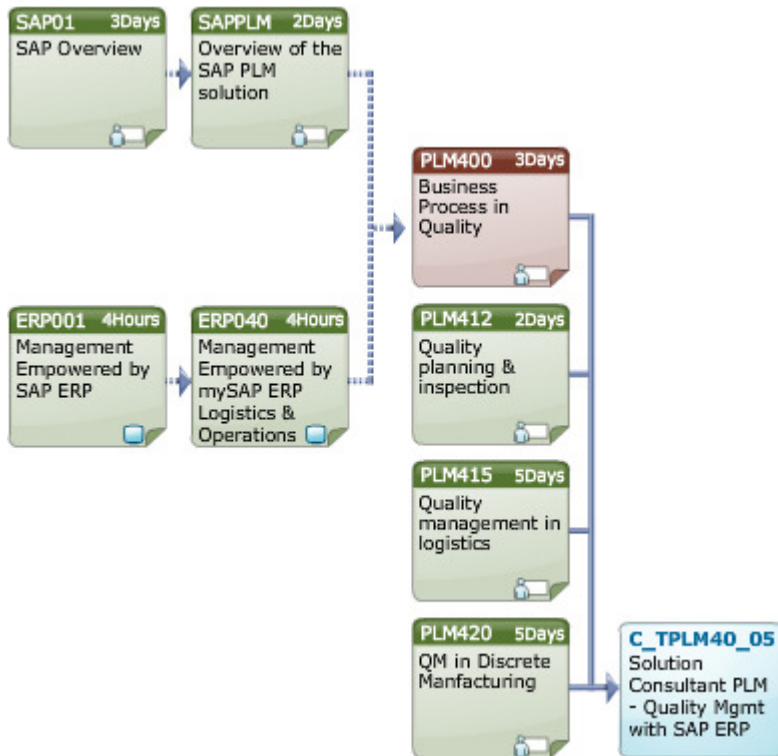 SAP01 3Days
SAP Overview
SAPPLM 2Days
Overview of the
SAP PLM
solution
PLM400 3Days
Business
Process in
Quality
ERP001 4Hours
Management
Empowered by
SAP ERP
ERP040 4Hours
Management
Empowered by
mySAP ERP
Logistics &
Operations
PLM412 2Days
Quality
planning &
inspection
PLM415 5Days
Quality
management in
logistics
PLM420 5Days
QM in Discrete
Manfacturing
C_TPLM40_05
Solution
Consultant PLM
- Quality Mgmt
with SAP ERP